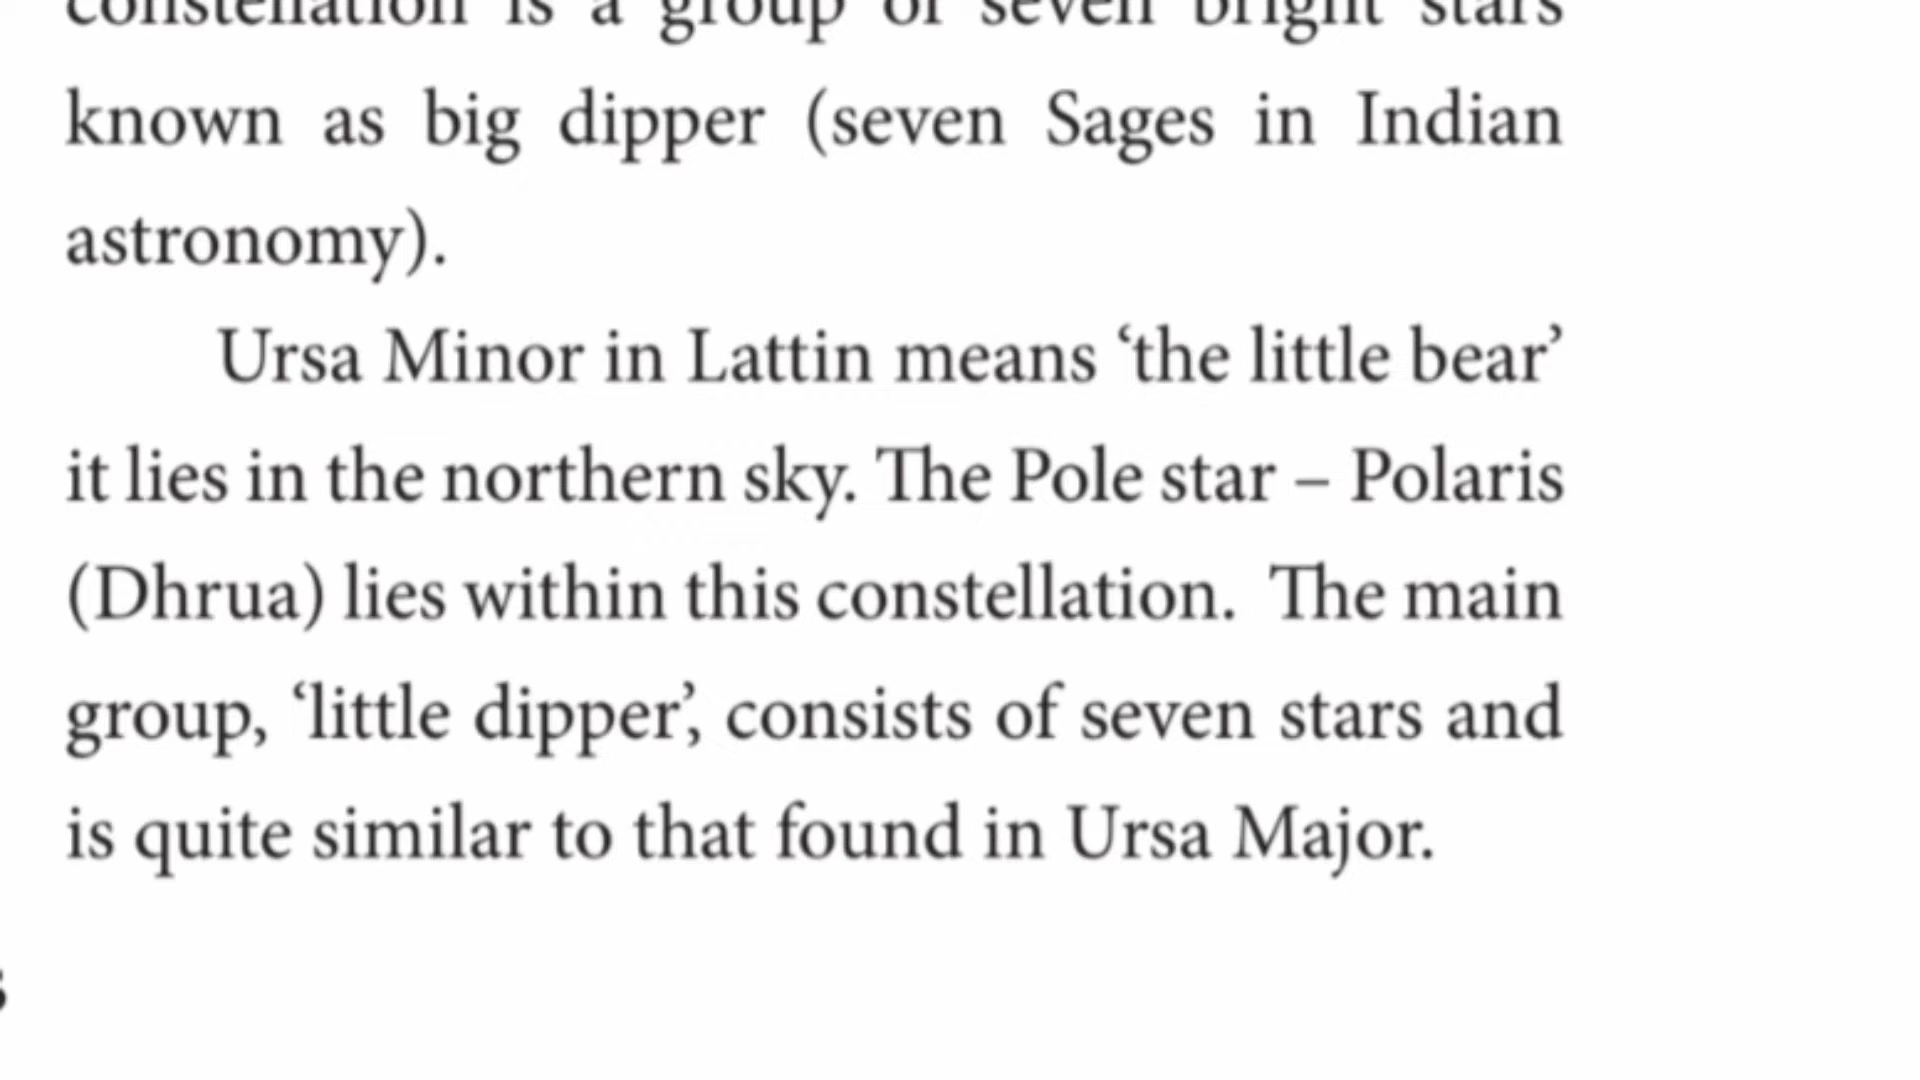 constellation is a group of seven bright stars
known as big dipper (seven Sages in Indian
astronomy).
Ursa Minor in Lattin means ‘the little bear’
it lies in the northern sky. The Pole star – Polaris
(Dhrua) lies within this constellation. The main
group, ‘little dipper’, consists of seven stars and
is quite similar to that found in Ursa Major.